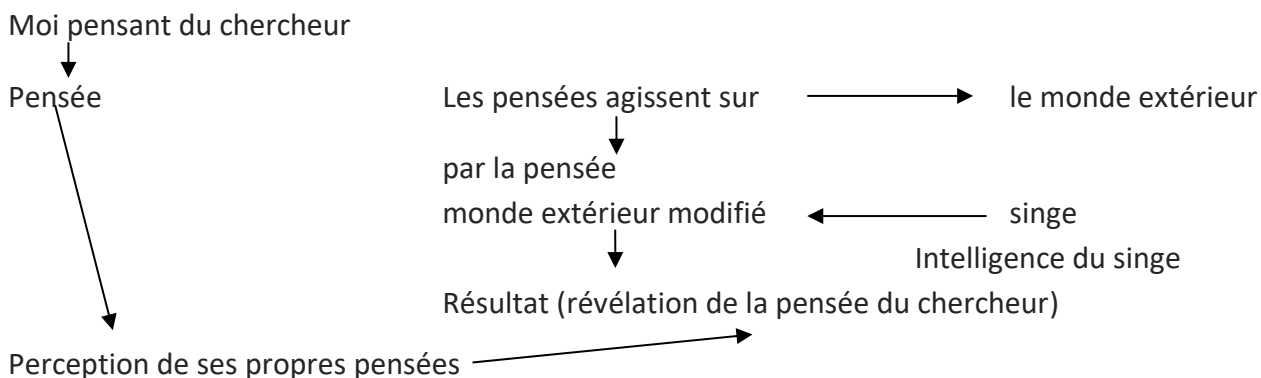 Moi pensant du chercheur
Pensée Les pensées agissent sur le monde extérieur
par la pensée
monde extérieur modifié singe
Intelligence du singe
Résultat (révélation de la pensée du chercheur)
Perception de ses propres pensées